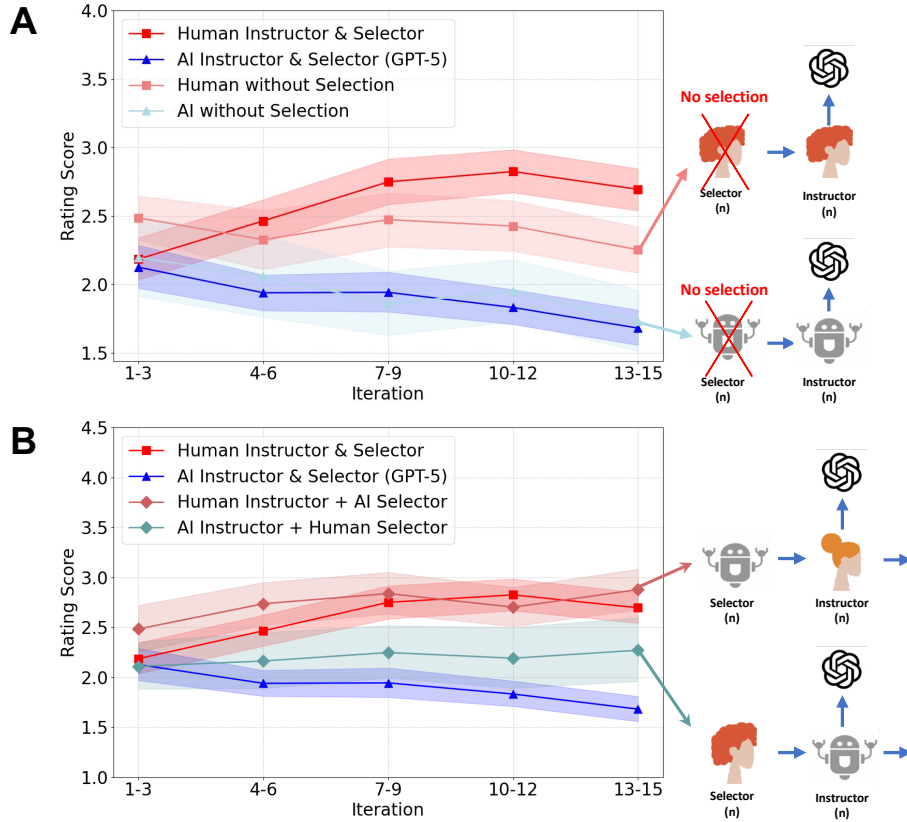 A
Human Instructor & Selector
AI Instructor & Selector (GPT-5)
Human without Selection
AI without Selection
4.0
3.5
3.0
2.5
2.0
1.5
Rating Score
1-3
4-6
7-9
10-12
13-15
Iteration
No selection
Selector
(n)
Instructor
(n)
No selection
Selector
(n)
Instructor
(n)
B
Human Instructor & Selector
AI Instructor & Selector (GPT-5)
Human Instructor + AI Selector
AI Instructor + Human Selector
4.5
4.0
3.5
3.0
2.5
2.0
1.5
1.0
Rating Score
1-3
4-6
7-9
10-12
13-15
Iteration
Selector
(n)
Instructor
(n)
Selector
(n)
Instructor
(n)